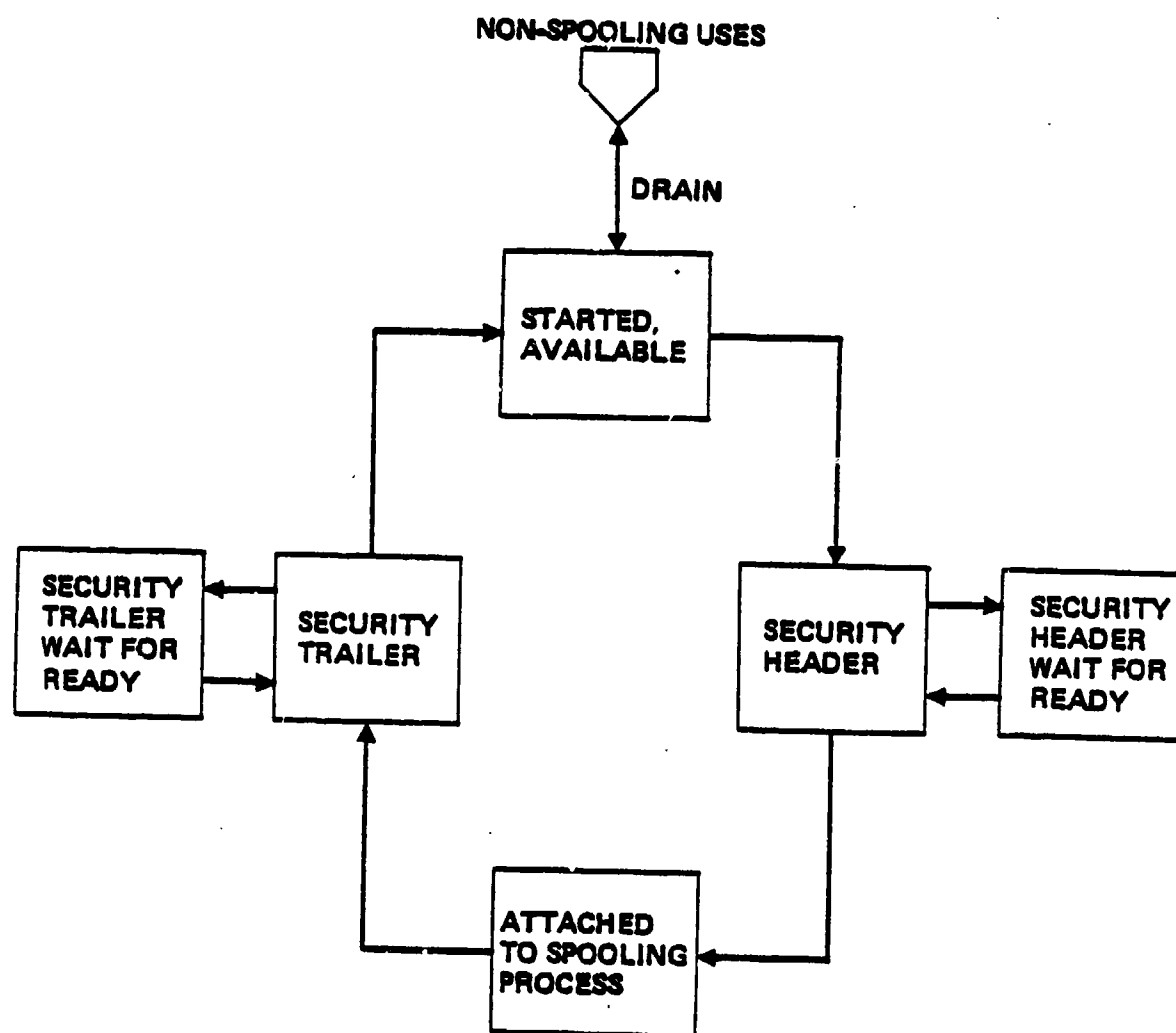 NON-SPOOLING USES
DRAIN
STARTED,
AVAILABLE
SECURITY
TRAILER
WAIT FOR
READY
SECURITY
TRAILER
SECURITY
HEADER
SECURITY
HEADER
WAIT FOR
READY
ATTACHED
TO SPOOLING
PROCESS